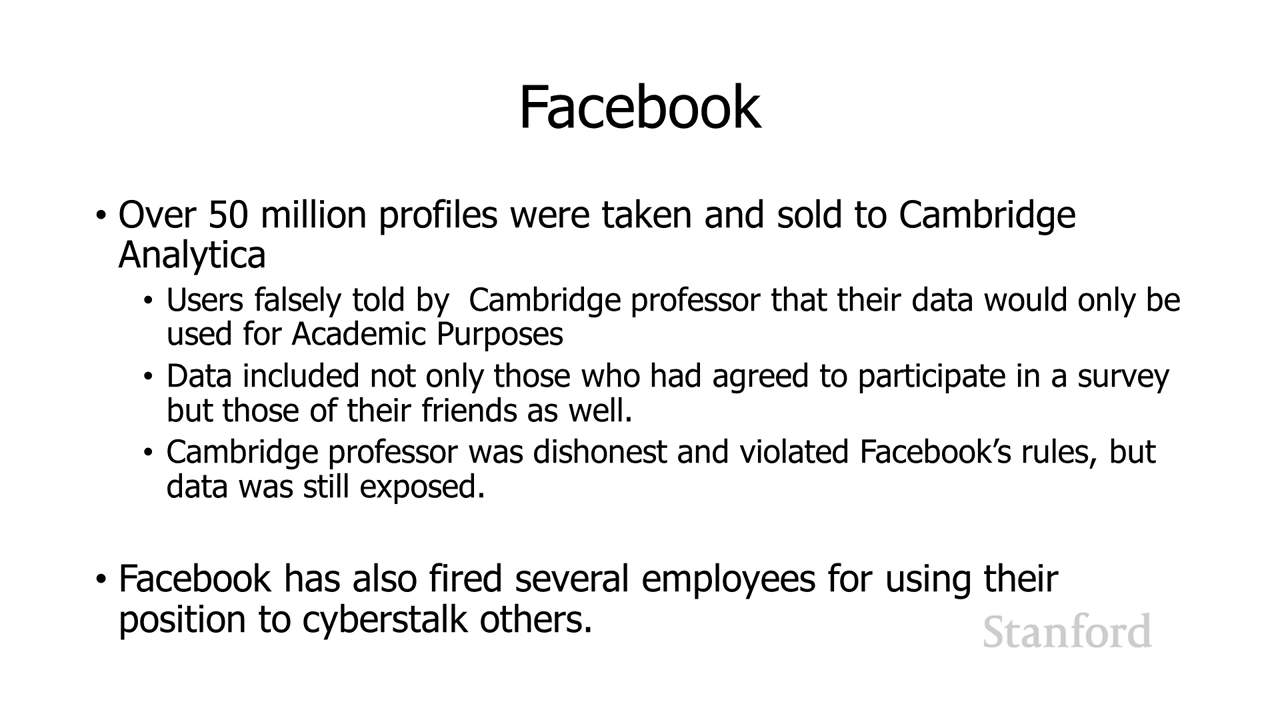 Facebook
• Over 50 million profiles were taken and sold to Cambridge
Analytica
• Users falsely told by  Cambridge professor that their data would only be
used for Academic Purposes
• Data included not only those who had agreed to participate in a survey
but those of their friends as well.
• Cambridge professor was dishonest and violated Facebook’s rules, but
data was still exposed.
• Facebook has also fired several employees for using their
position to cyberstalk others.
Stanford